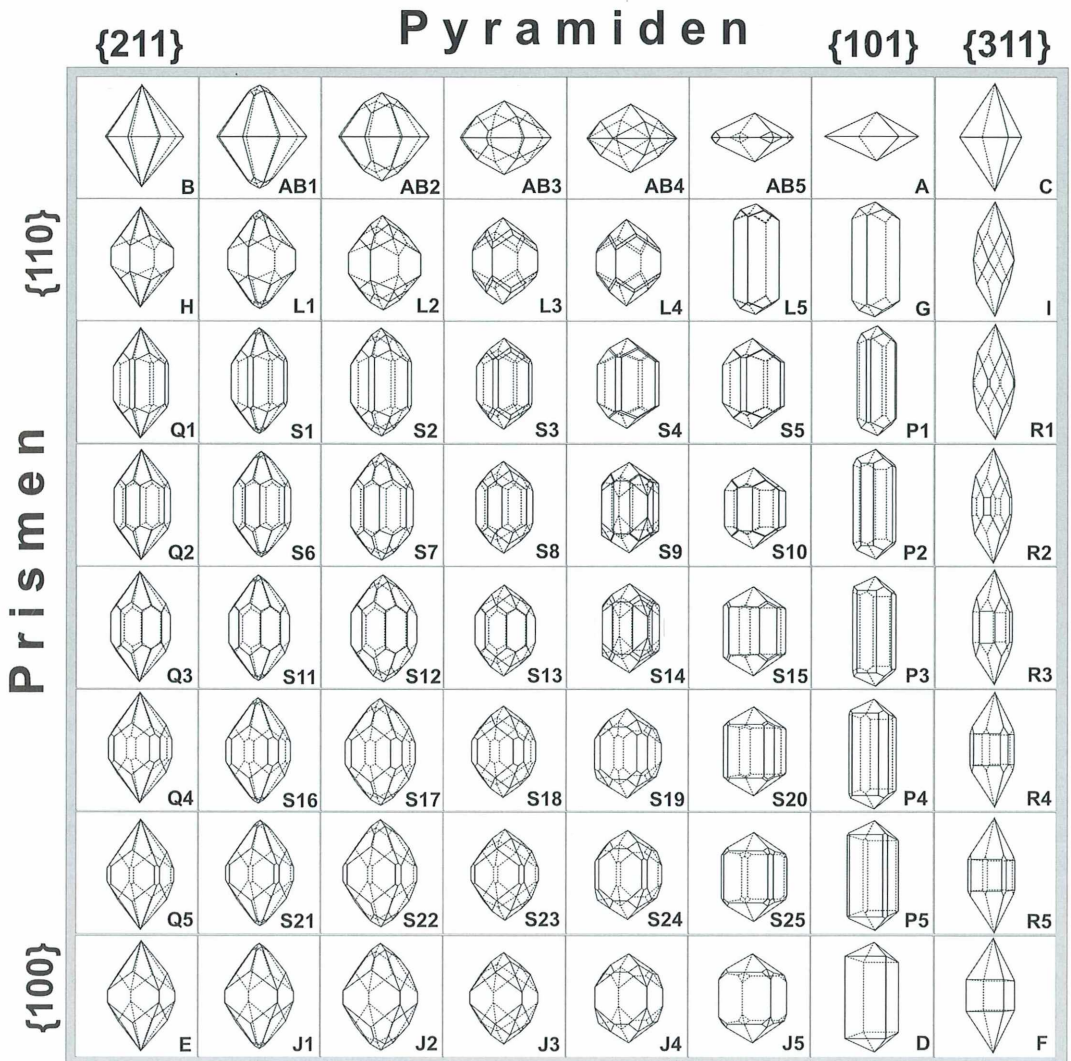 Pyramiden
{211} {101} {311}
B AB1 AB2 AB3 AB4 AB5 A C
{110}
H L1 L2 L3 L4 L5 G I
Q1 S1 S2 S3 S4 S5 P1 R1
Prismen
Q2 S6 S7 S8 S9 S10 P2 R2
Q3 S11 S12 S13 S14 S15 P3 R3
Q4 S16 S17 S18 S19 S20 P4 R4
Q5 S21 S22 S23 S24 S25 P5 R5
{100}
E J1 J2 J3 J4 J5 D F